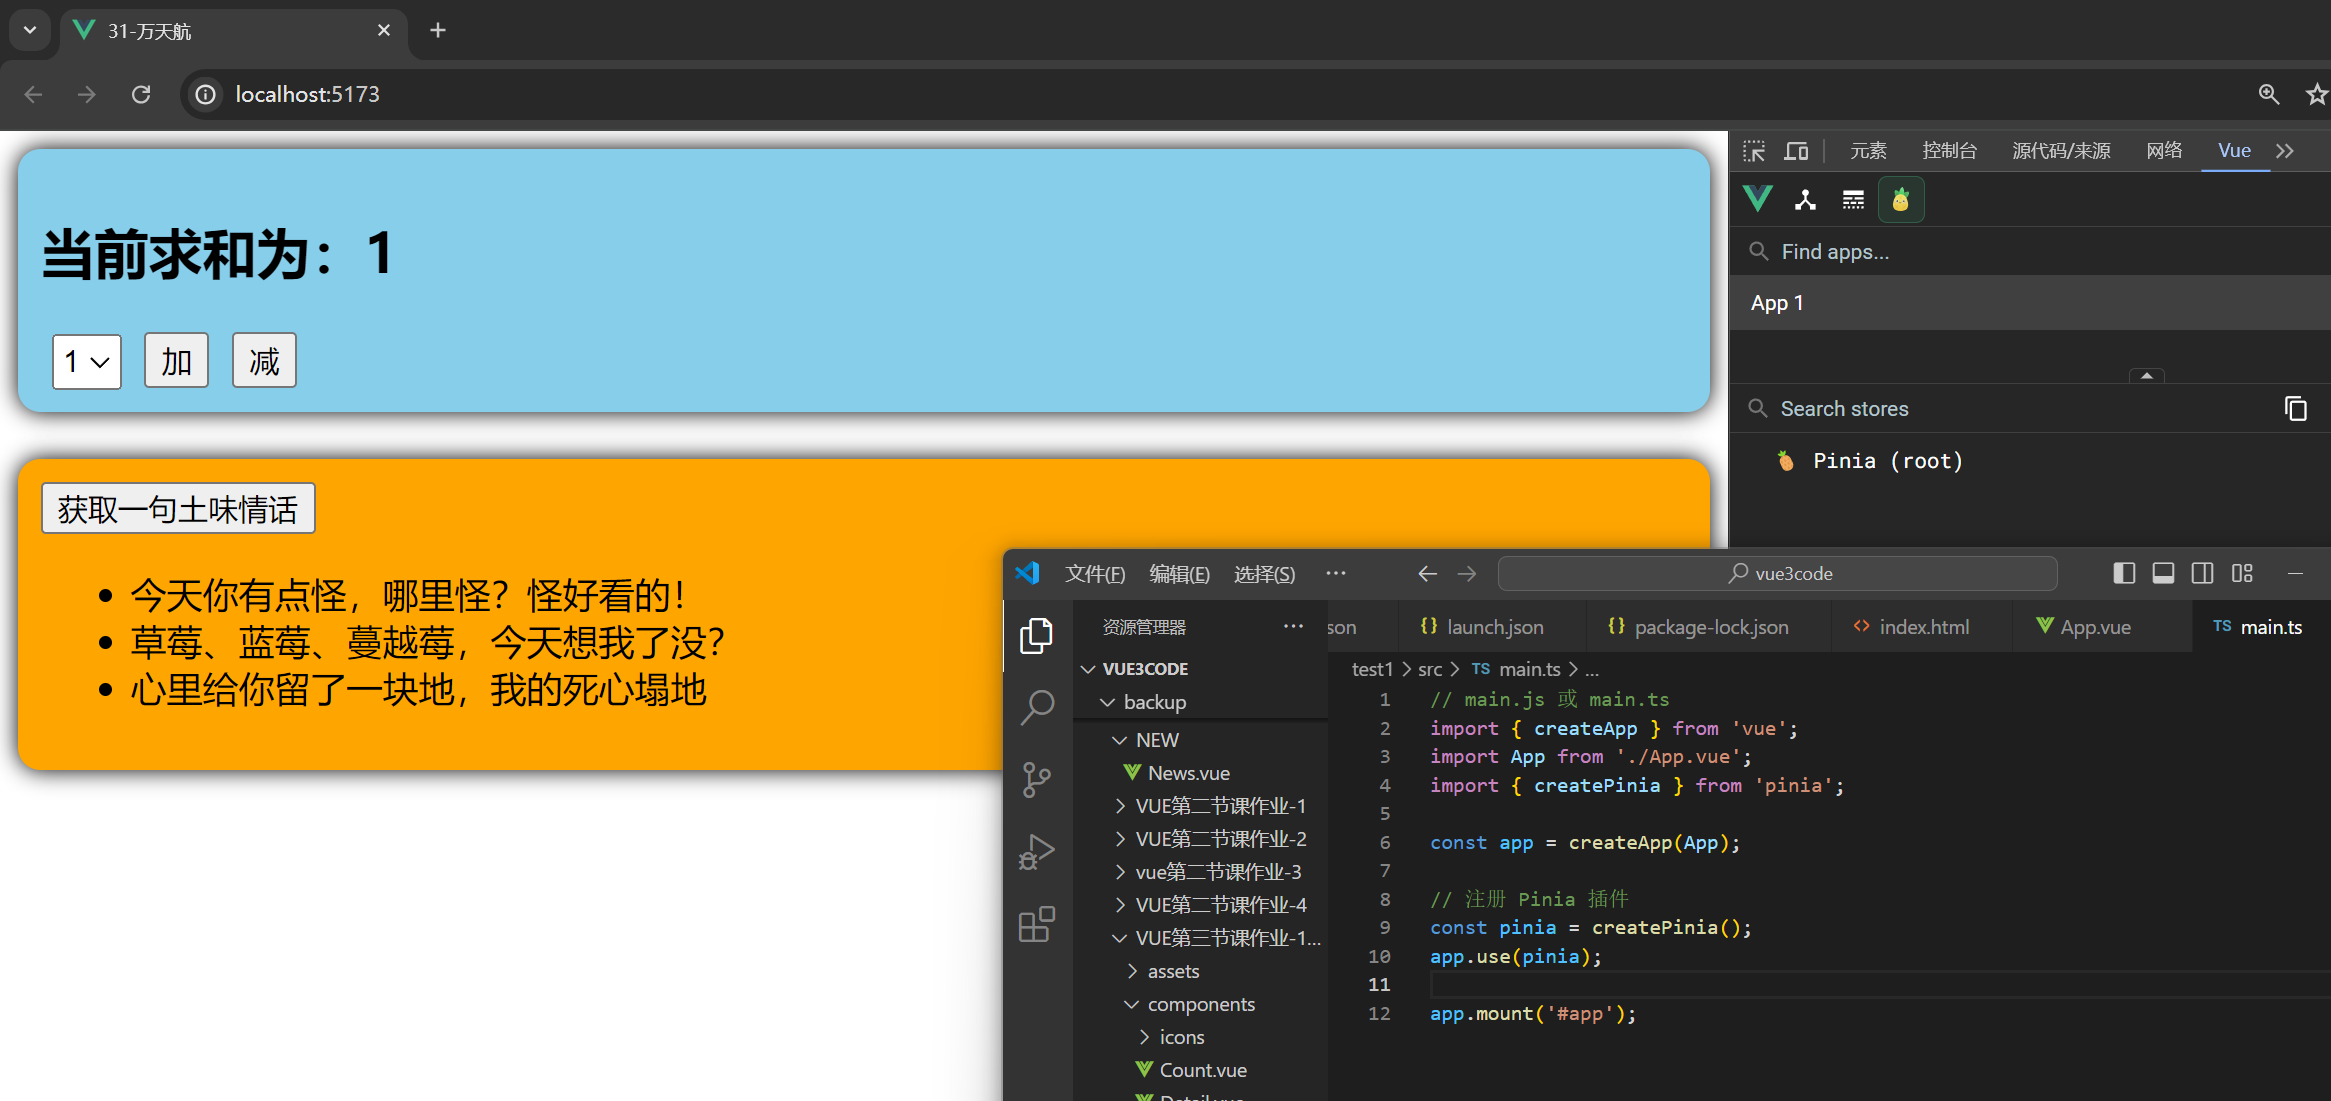 31-万天航
localhost:5173
当前求和为：1
1 加 减
获取一句土味情话
今天你有点怪，哪里怪？怪好看的！
草莓、蓝莓、蔓越莓，今天想我了没？
心里给你留了一块地，我的死心塌地
元素 控制台 源代码/来源 网络 Vue
Find apps...
App 1
Search stores
Pinia (root)
文件(F) 编辑(E) 选择(S) ··· vue3code
资源管理器 ···
son launch.json package-lock.json index.html App.vue TS main.ts
VUE3CODE
backup
NEW
News.vue
VUE第二节课作业-1
VUE第二节课作业-2
vue第二节课作业-3
VUE第二节课作业-4
VUE第三节课作业-1...
assets
components
icons
Count.vue
test1 > src > TS main.ts > ...
1 // main.js 或 main.ts
2 import { createApp } from 'vue';
3 import App from './App.vue';
4 import { createPinia } from 'pinia';
5
6 const app = createApp(App);
7
8 // 注册 Pinia 插件
9 const pinia = createPinia();
10 app.use(pinia);
11
12 app.mount('#app');